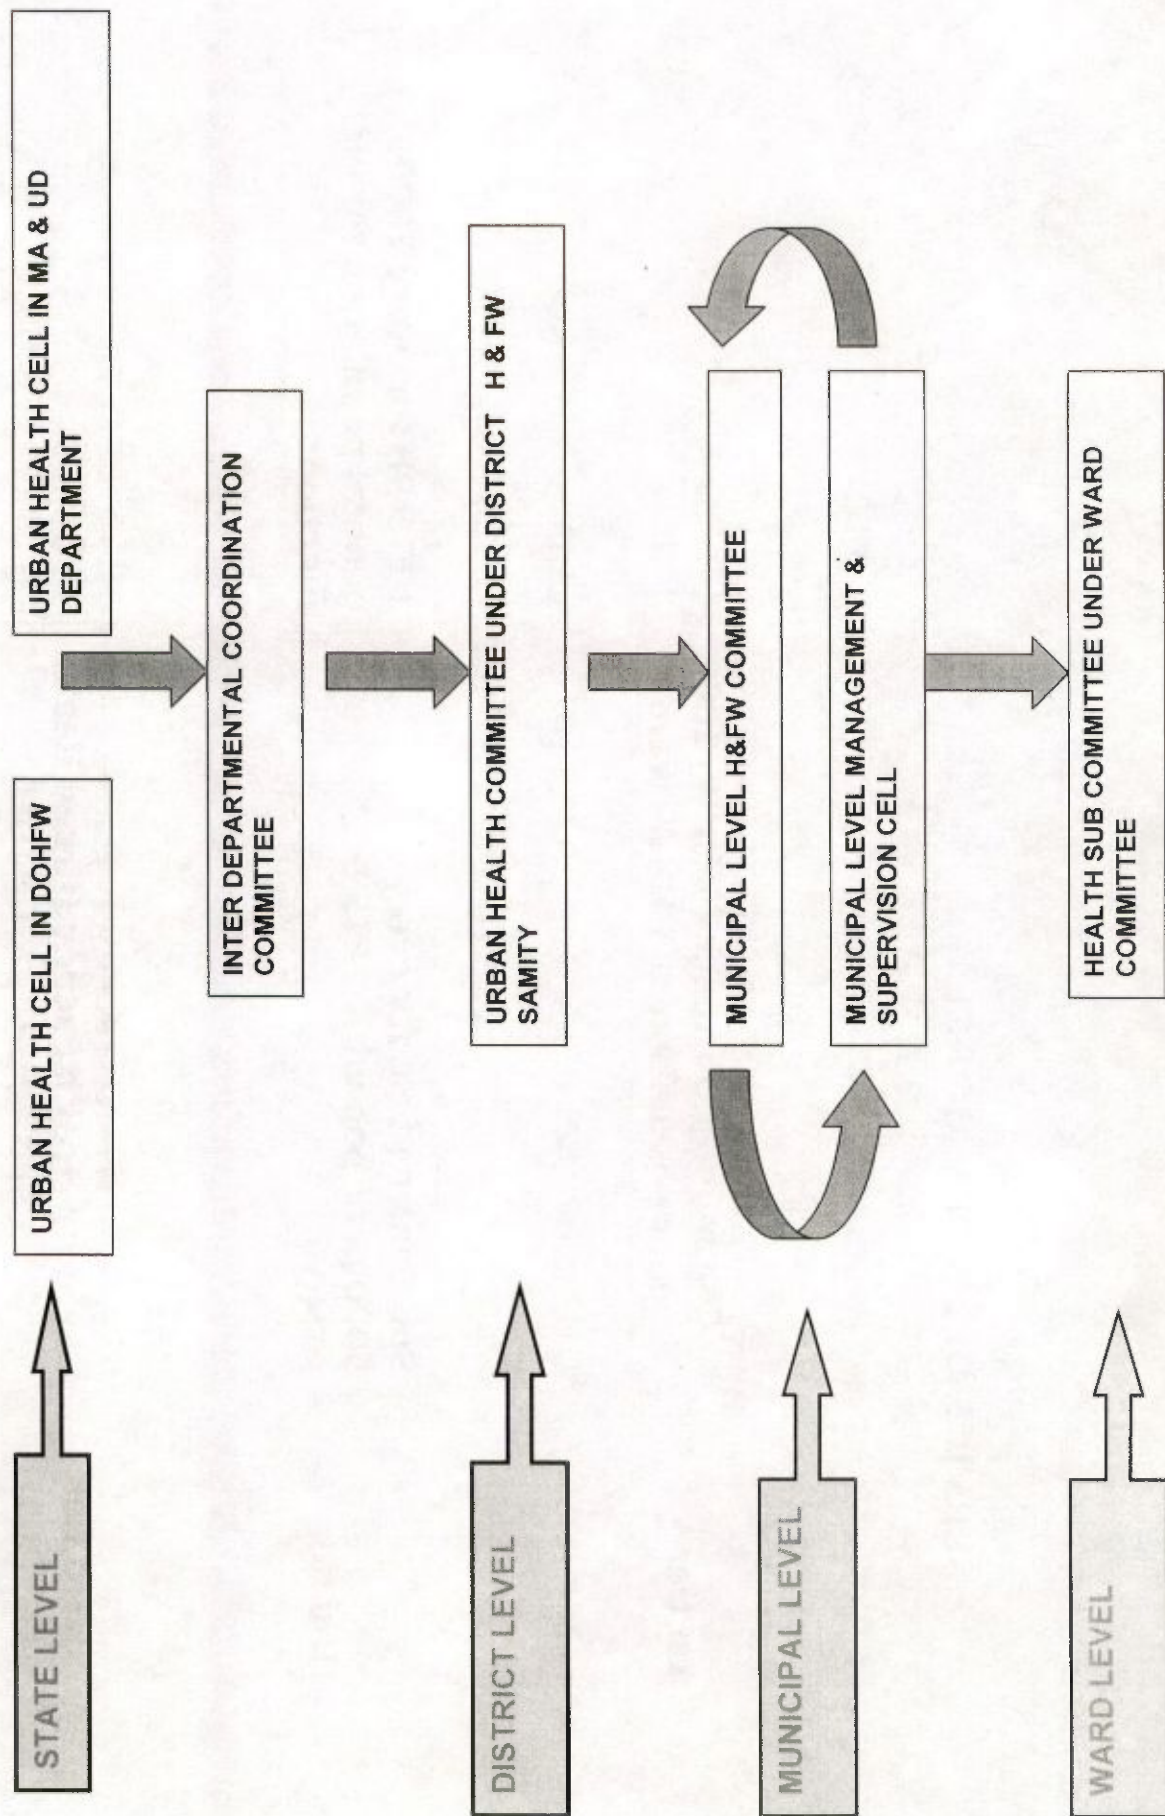 STATE LEVEL
URBAN HEALTH CELL IN DOHFW
URBAN HEALTH CELL IN MA & UD
DEPARTMENT
INTER DEPARTMENTAL COORDINATION
COMMITTEE
DISTRICT LEVEL
URBAN HEALTH COMMITTEE UNDER DISTRICT H & FW
SAMITY
MUNICIPAL LEVEL
MUNICIPAL LEVEL H&FW COMMITTEE
MUNICIPAL LEVEL MANAGEMENT &
SUPERVISION CELL
WARD LEVEL
HEALTH SUB COMMITTEE UNDER WARD
COMMITTEE